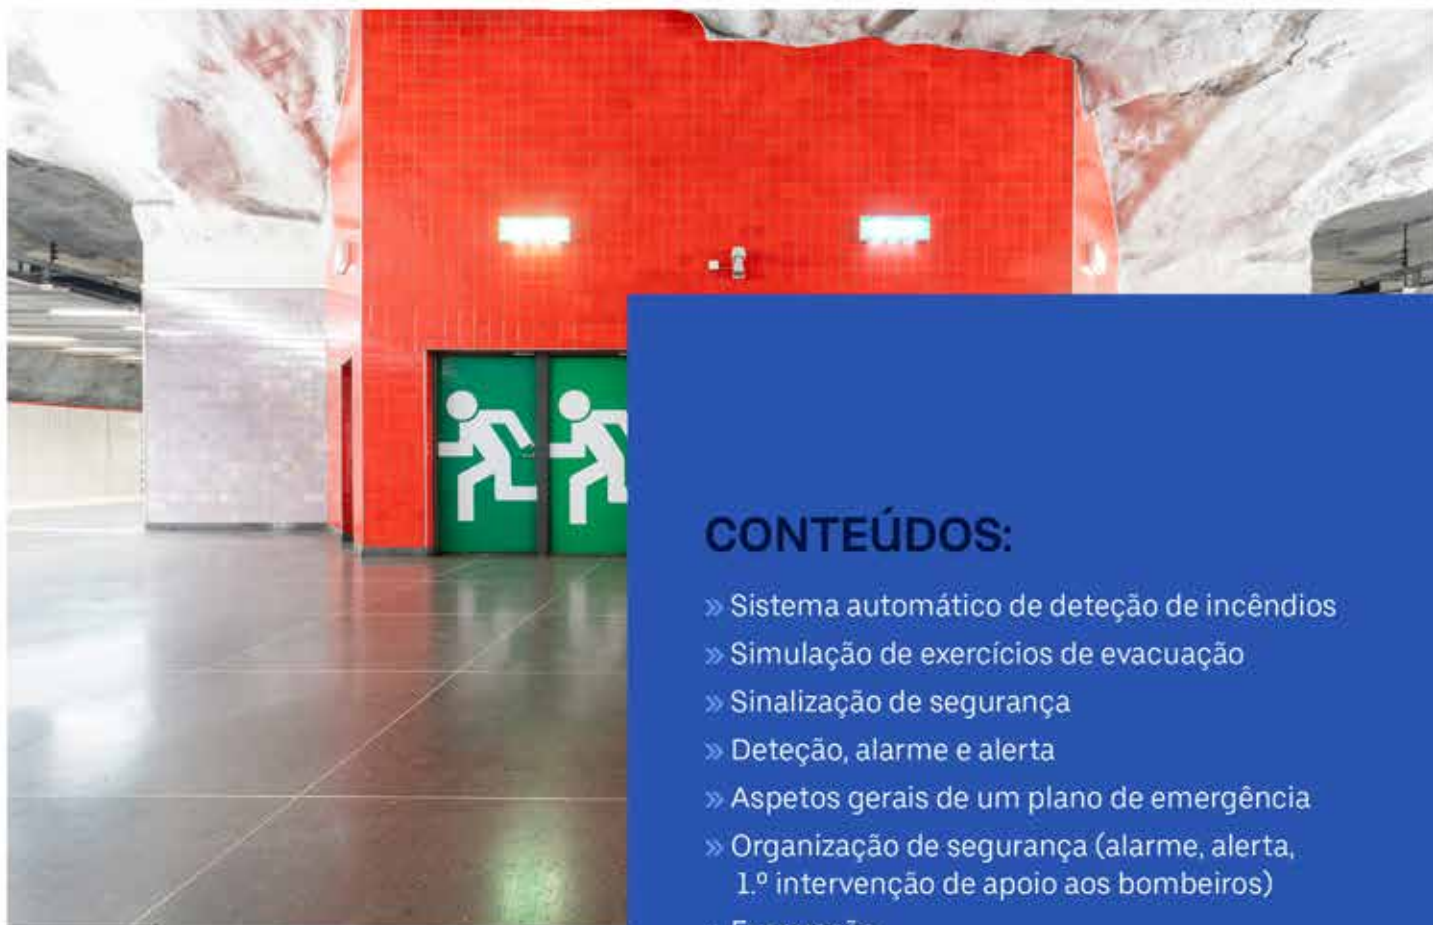 CONTEÚDOS:
» Sistema automático de deteção de incêndios
» Simulação de exercícios de evacuação
» Sinalização de segurança
» Deteção, alarme e alerta
» Aspetos gerais de um plano de emergência
» Organização de segurança (alarme, alerta,
1.º intervenção de apoio aos bombeiros)